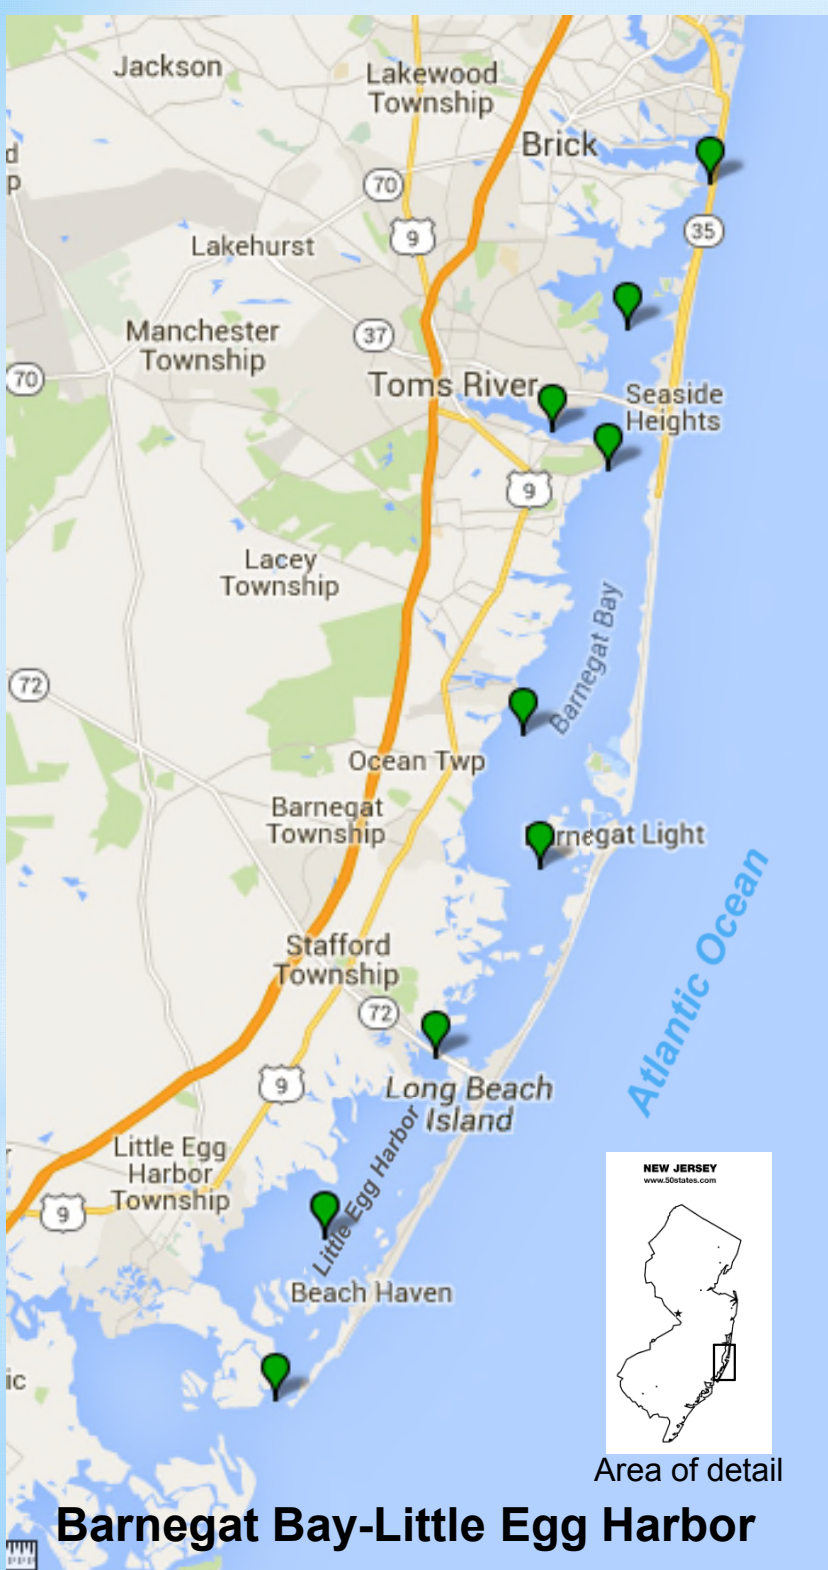 Jackson
Lakewood
Township
Brick
d
p
70
9
35
Lakehurst
Manchester
Township
37
70
Toms River
Seaside
Heights
9
Lacey
Township
Barnegat Bay
72
Ocean Twp
Barnegat
Township
rnegat Light
Atlantic Ocean
Stafford
Township
72
9
Long Beach
Island
Little Egg Harbor
Little Egg
Harbor
Township
9
Beach Haven
NEW JERSEY
www.50states.com
ic
Area of detail
Barnegat Bay-Little Egg Harbor